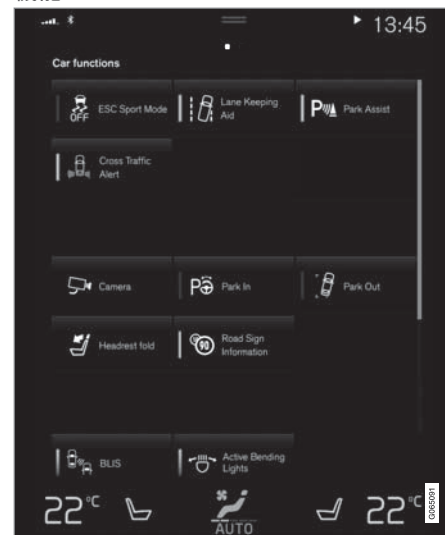 13:45
Car functions
OFF
ESC Sport Mode
Lane Keeping
Aid
P
Park Assist
Cross Traffic
Alert
Camera
P
Park In
Park Out
Headrest fold
90
Road Sign
Information
BLIS
Active Bending
Lights
22°C
AUTO
22°C
G065091